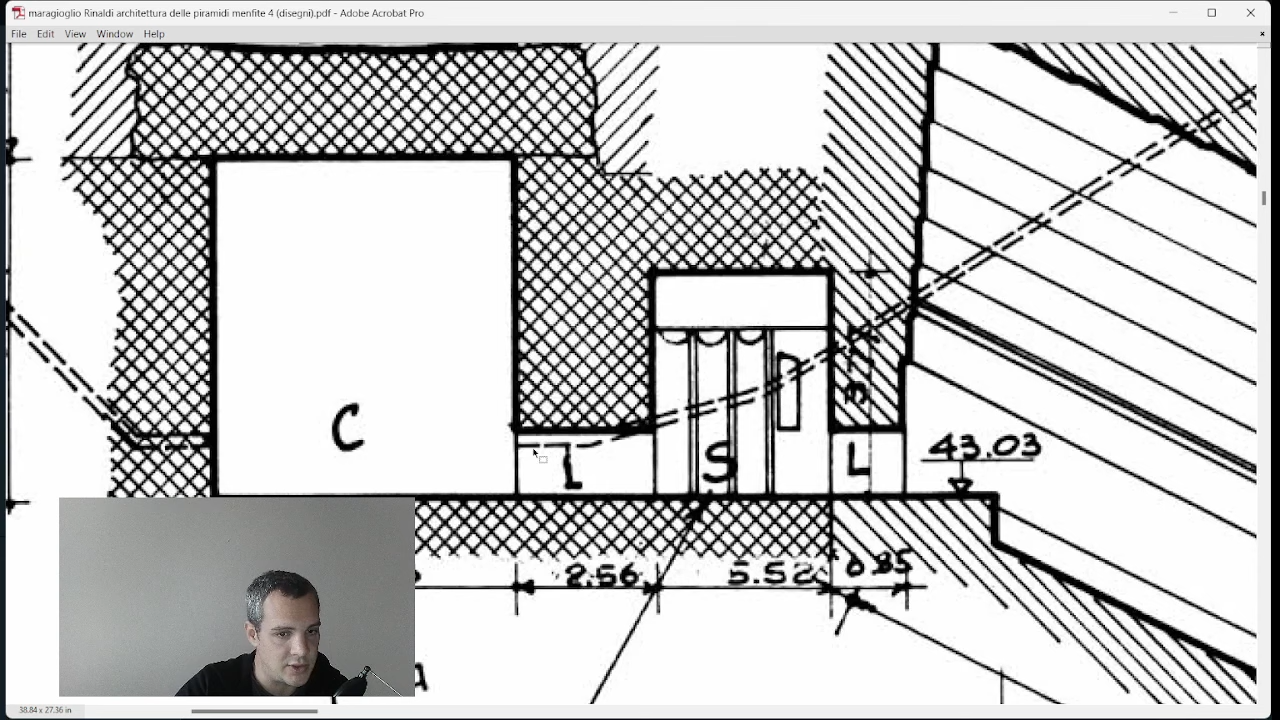 maragioglio Rinaldi architettura delle piramidi menfite 4 (disegni).pdf - Adobe Acrobat Pro
File Edit View Window Help
C
S
L
43.03
2.56 5.52 0.85
38.84 x 27.36 in